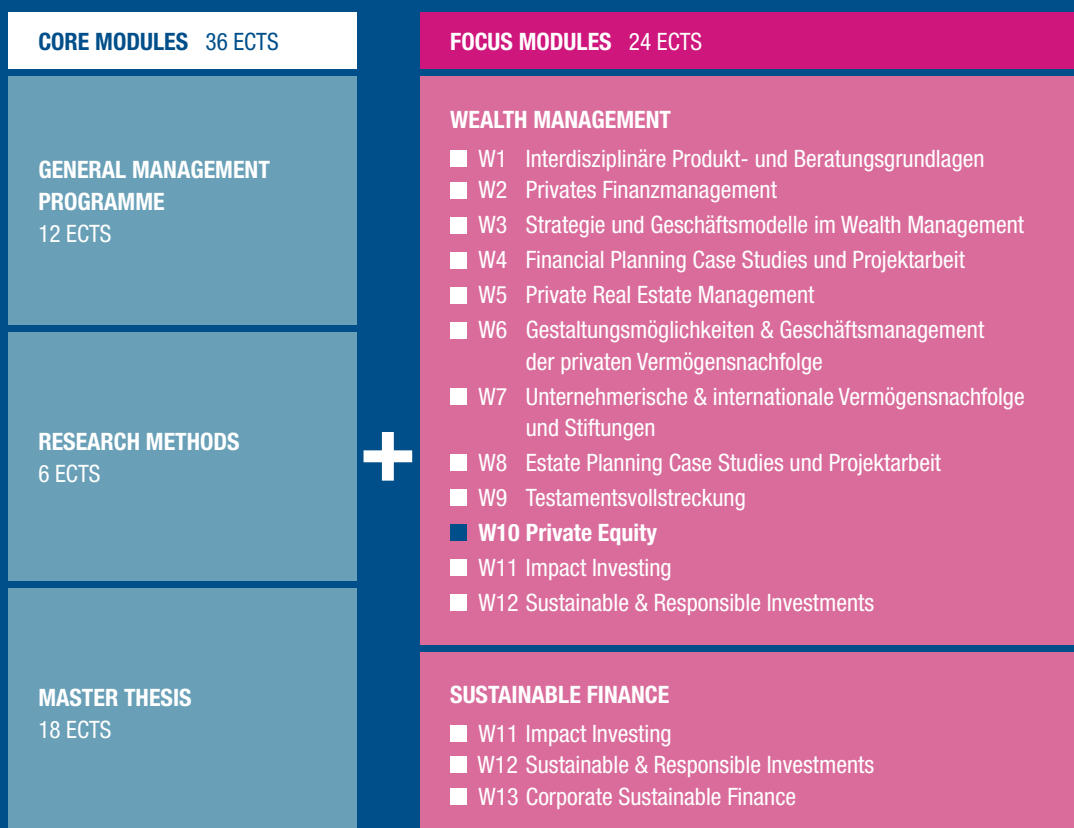 CORE MODULES 36 ECTS
GENERAL MANAGEMENT
PROGRAMME
12 ECTS
RESEARCH METHODS
6 ECTS
MASTER THESIS
18 ECTS
+
FOCUS MODULES 24 ECTS
WEALTH MANAGEMENT
W1 Interdisziplinäre Produkt- und Beratungsgrundlagen
W2 Privates Finanzmanagement
W3 Strategie und Geschäftsmodelle im Wealth Management
W4 Financial Planning Case Studies und Projektarbeit
W5 Private Real Estate Management
W6 Gestaltungsmöglichkeiten & Geschäftsmanagement
der privaten Vermögensnachfolge
W7 Unternehmerische & internationale Vermögensnachfolge
und Stiftungen
W8 Estate Planning Case Studies und Projektarbeit
W9 Testamentsvollstreckung
W10 Private Equity
W11 Impact Investing
W12 Sustainable & Responsible Investments
SUSTAINABLE FINANCE
W11 Impact Investing
W12 Sustainable & Responsible Investments
W13 Corporate Sustainable Finance